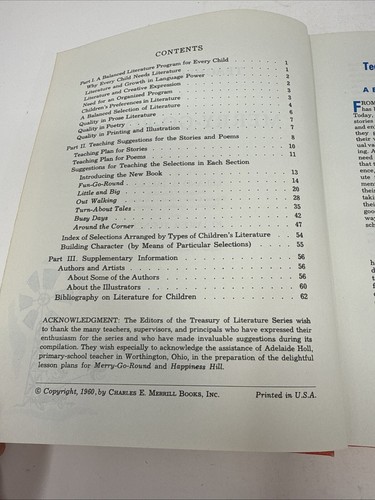 CONTENTS
Part I. A Balanced Literature Program for Every Child . . . 1
Why Every Child Needs Literature . . . 1
Literature and Growth in Language Power . . . 2
Literature and Creative Expression . . . 2
Need for an Organized Program . . . 3
Children's Preferences in Literature . . . 3
A Balanced Selection of Literature . . . 4
Quality in Prose Literature . . . 6
Quality in Poetry . . . 7
Quality in Printing and Illustration . . . 7
Part II. Teaching Suggestions for the Stories and Poems . . . 8
Teaching Plan for Stories . . . 10
Teaching Plan for Poems . . . 11
Suggestions for Teaching the Selections in Each Section
Introducing the New Book . . . 13
Fun-Go-Round . . . 14
Little and Big . . . 20
Out Walking . . . 28
Turn-About Tales . . . 35
Busy Days . . . 42
Around the Corner . . . 47
Index of Selections Arranged by Types of Children's Literature . . . 54
Building Character (by Means of Particular Selections) . . . 55
Part III. Supplementary Information . . . 56
Authors and Artists . . . 56
About Some of the Authors . . . 56
About the Illustrators . . . 60
Bibliography on Literature for Children . . . 62
ACKNOWLEDGMENT: The Editors of the Treasury of Literature Series wish
to thank the many teachers, supervisors, and principals who have expressed their
enthusiasm for the series and who have made invaluable suggestions during its
compilation. They wish especially to acknowledge the assistance of Adelaide Holl,
primary-school teacher in Worthington, Ohio, in the preparation of the delightful
lesson plans for Merry-Go-Round and Happiness Hill.
© Copyright, 1960, by CHARLES E. MERRILL BOOKS, INC. Printed in U.S.A.
Tea
FROM
has
Today,
stories
and
they
their